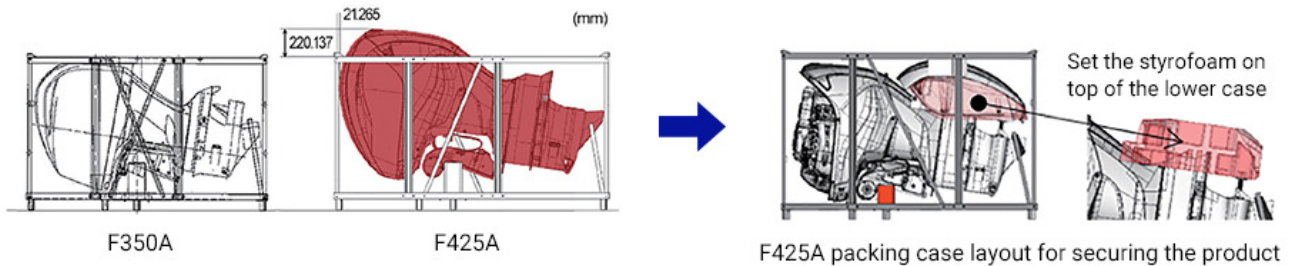 21.265
(mm)
220.137
Set the styrofoam on
top of the lower case
F350A
F425A
F425A packing case layout for securing the product